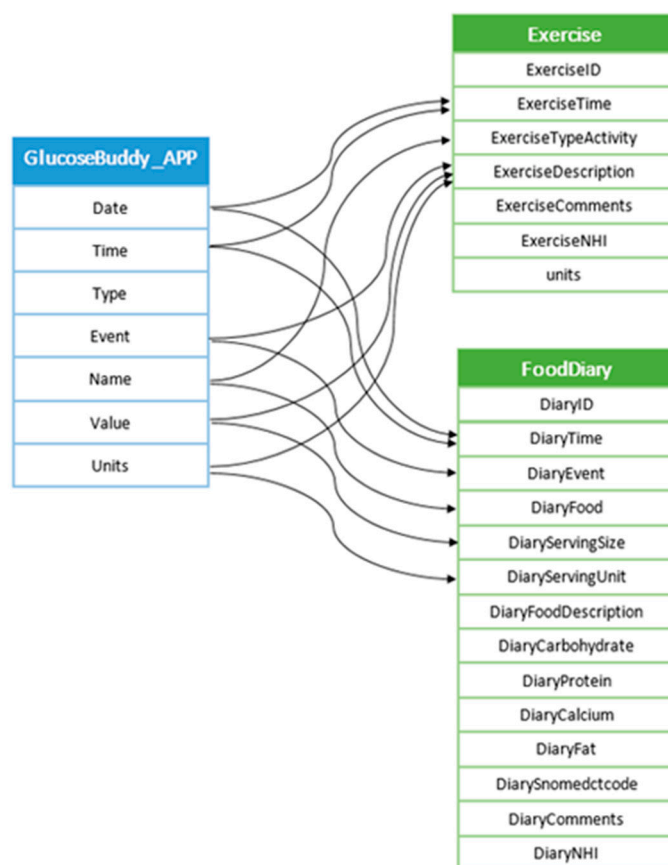 GlucoseBuddy_APP
Date
Time
Type
Event
Name
Value
Units
Exercise
ExerciseID
ExerciseTime
ExerciseTypeActivity
ExerciseDescription
ExerciseComments
ExerciseNHI
units
FoodDiary
DiaryID
DiaryTime
DiaryEvent
DiaryFood
DiaryServingSize
DiaryServingUnit
DiaryFoodDescription
DiaryCarbohydrate
DiaryProtein
DiaryCalcium
DiaryFat
DiarySnomedctcode
DiaryComments
DiaryNHI